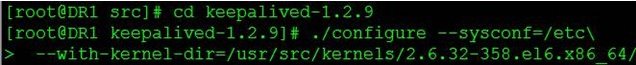 [root@DR1 src]# cd keepalived-1.2.9
[root@DR1 keepalived-1.2.9]# ./configure --sysconf=/etc\
>  --with-kernel-dir=/usr/src/kernels/2.6.32-358.el6.x86_64/